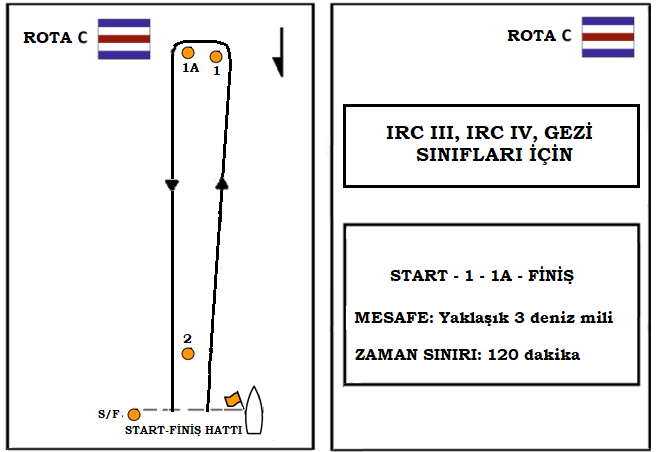 ROTA C
1A
1
2
S/F
START-FİNİŞ HATTI
ROTA C
IRC III, IRC IV, GEZİ
SINIFLARI İÇİN
START - 1 - 1A - FİNİŞ
MESAFE: Yaklaşık 3 deniz mili
ZAMAN SINIRI: 120 dakika